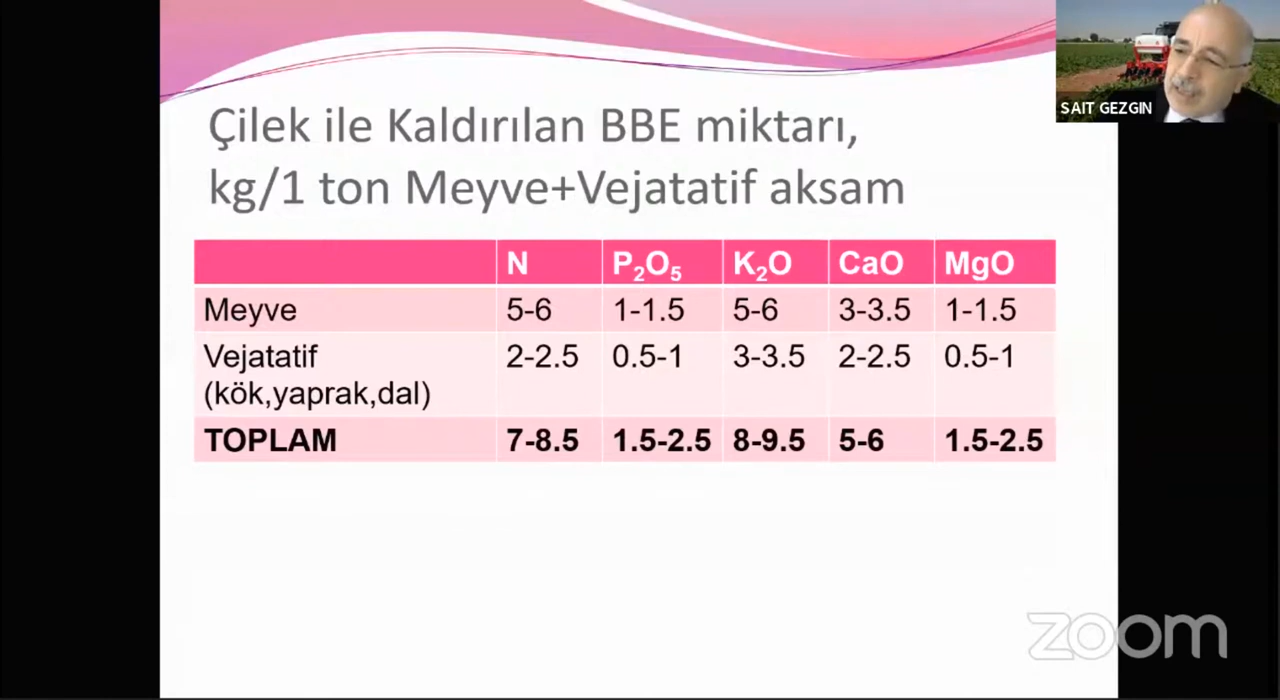 SAIT GEZGIN
Çilek ile Kaldırılan BBE miktarı,
kg/1 ton Meyve+Vejatatif aksam
N P₂O₅ K₂O CaO MgO
Meyve 5-6 1-1.5 5-6 3-3.5 1-1.5
Vejatatif 2-2.5 0.5-1 3-3.5 2-2.5 0.5-1
(kök,yaprak,dal)
TOPLAM 7-8.5 1.5-2.5 8-9.5 5-6 1.5-2.5
zoom